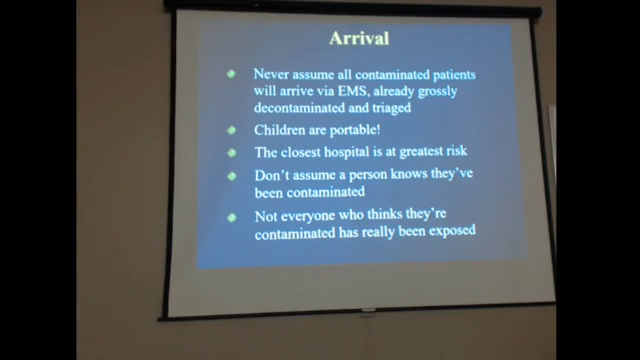 Arrival
Never assume all contaminated patients
will arrive via EMS, already grossly
decontaminated and triaged
Children are portable!
The closest hospital is at greatest risk
Don't assume a person knows they've
been contaminated
Not everyone who thinks they're
contaminated has really been exposed